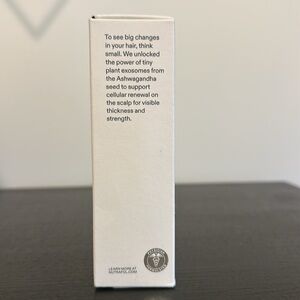 To see big changes
in your hair, think
small. We unlocked
the power of tiny
plant exosomes from
the Ashwagandha
seed to support
cellular renewal on
the scalp for visible
thickness and
strength.
LEARN MORE AT
NUTRAFOL.COM